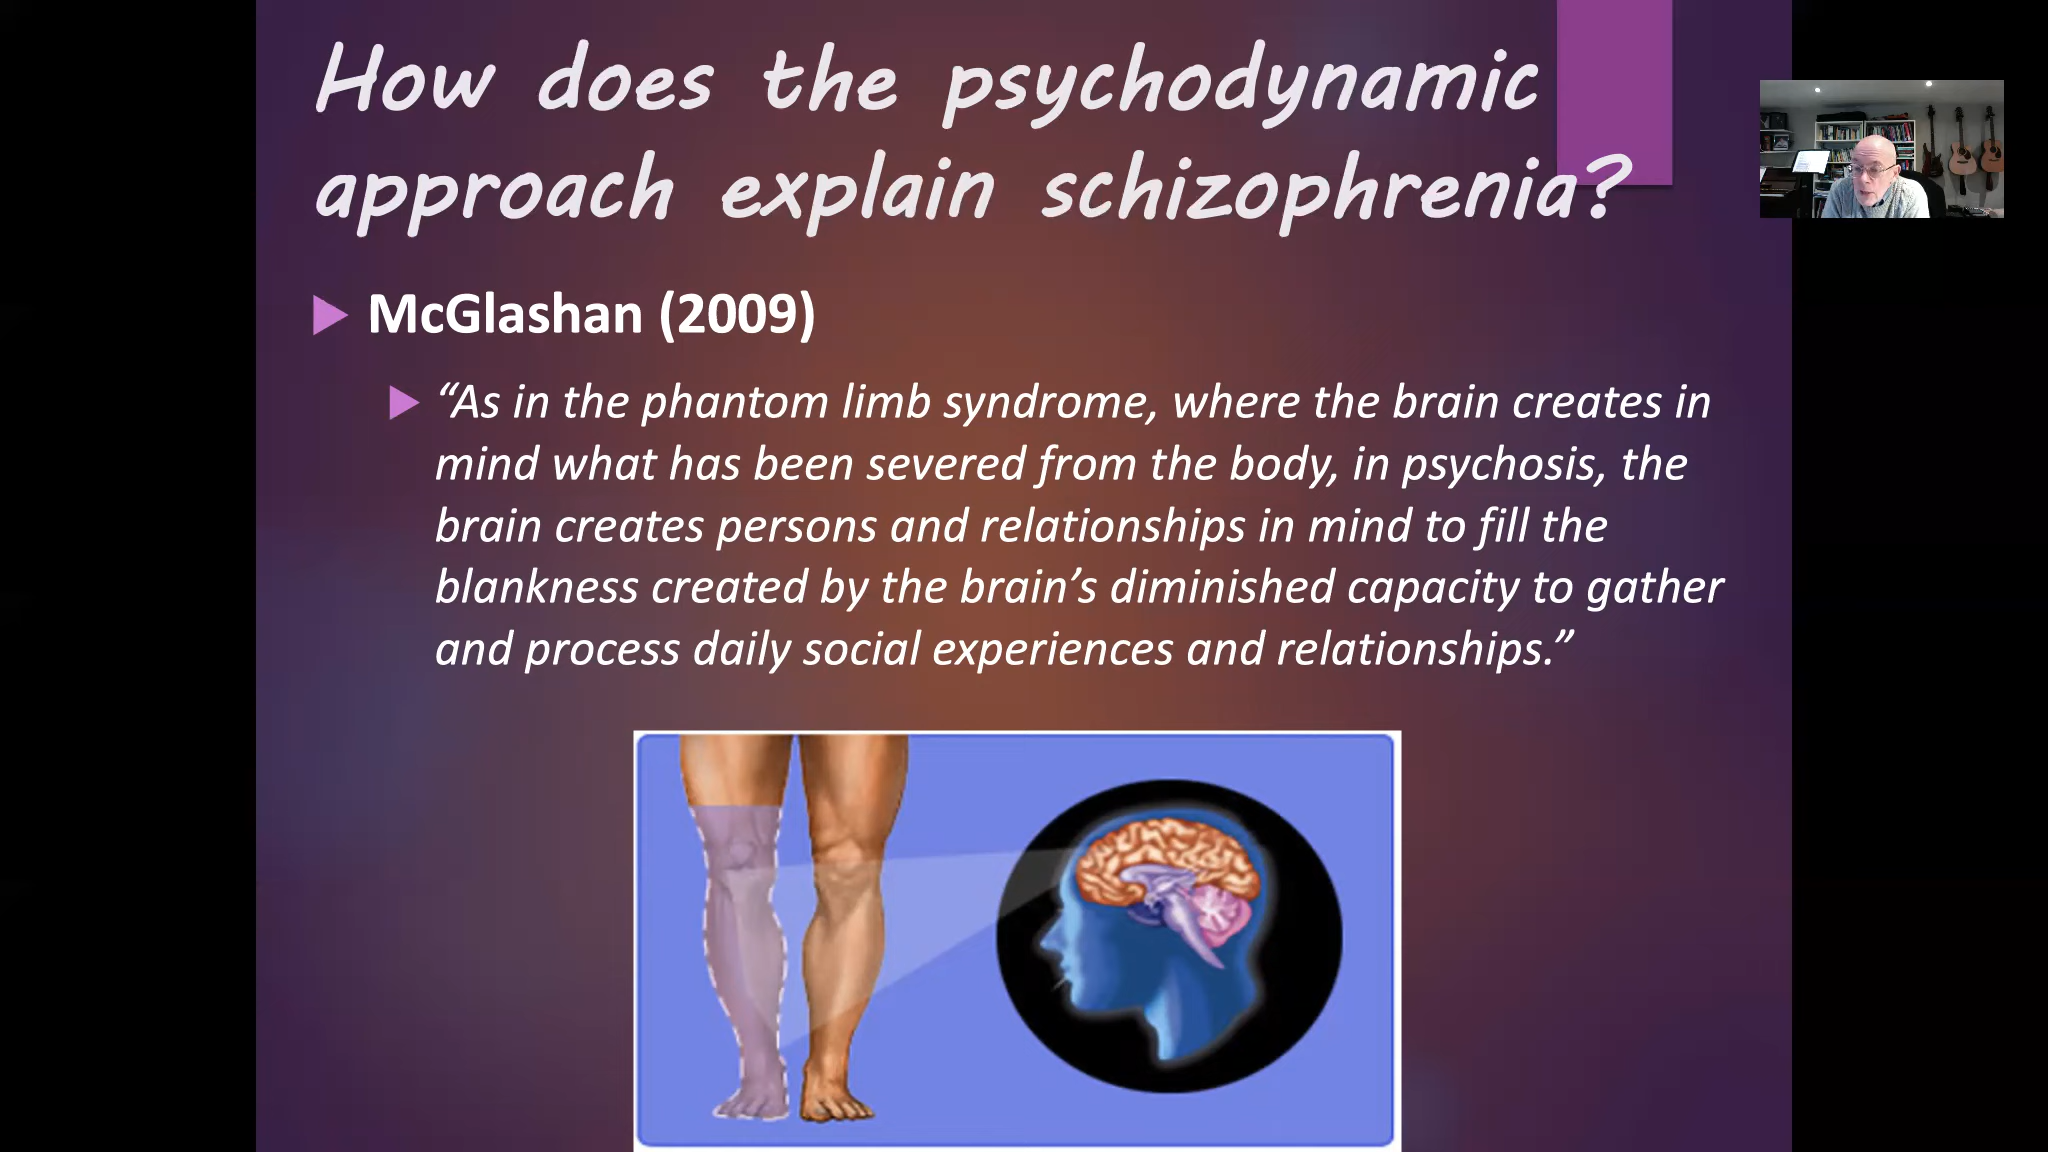 How does the psychodynamic
approach explain schizophrenia?
McGlashan (2009)
“As in the phantom limb syndrome, where the brain creates in
mind what has been severed from the body, in psychosis, the
brain creates persons and relationships in mind to fill the
blankness created by the brain’s diminished capacity to gather
and process daily social experiences and relationships.”